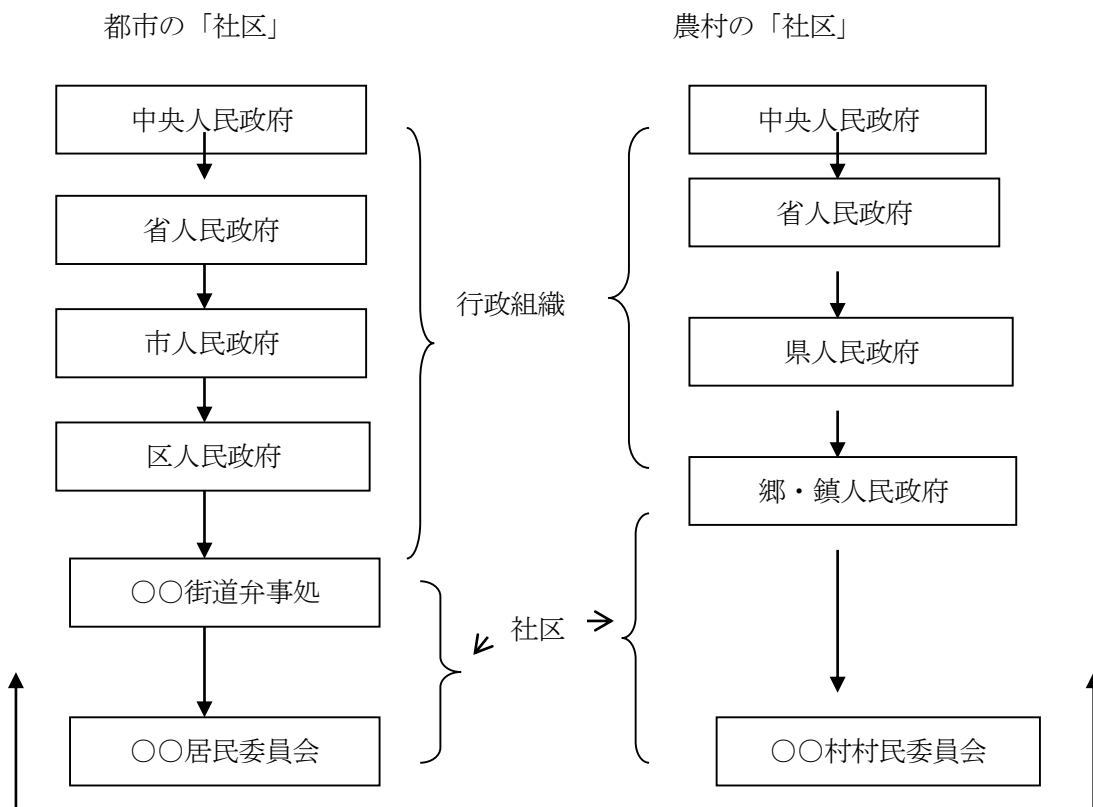 都市の「社区」
農村の「社区」
中央人民政府
中央人民政府
省人民政府
省人民政府
行政組織
市人民政府
県人民政府
区人民政府
郷・鎮人民政府
○○街道弁事処
社区
○○居民委員会
○○村村民委員会